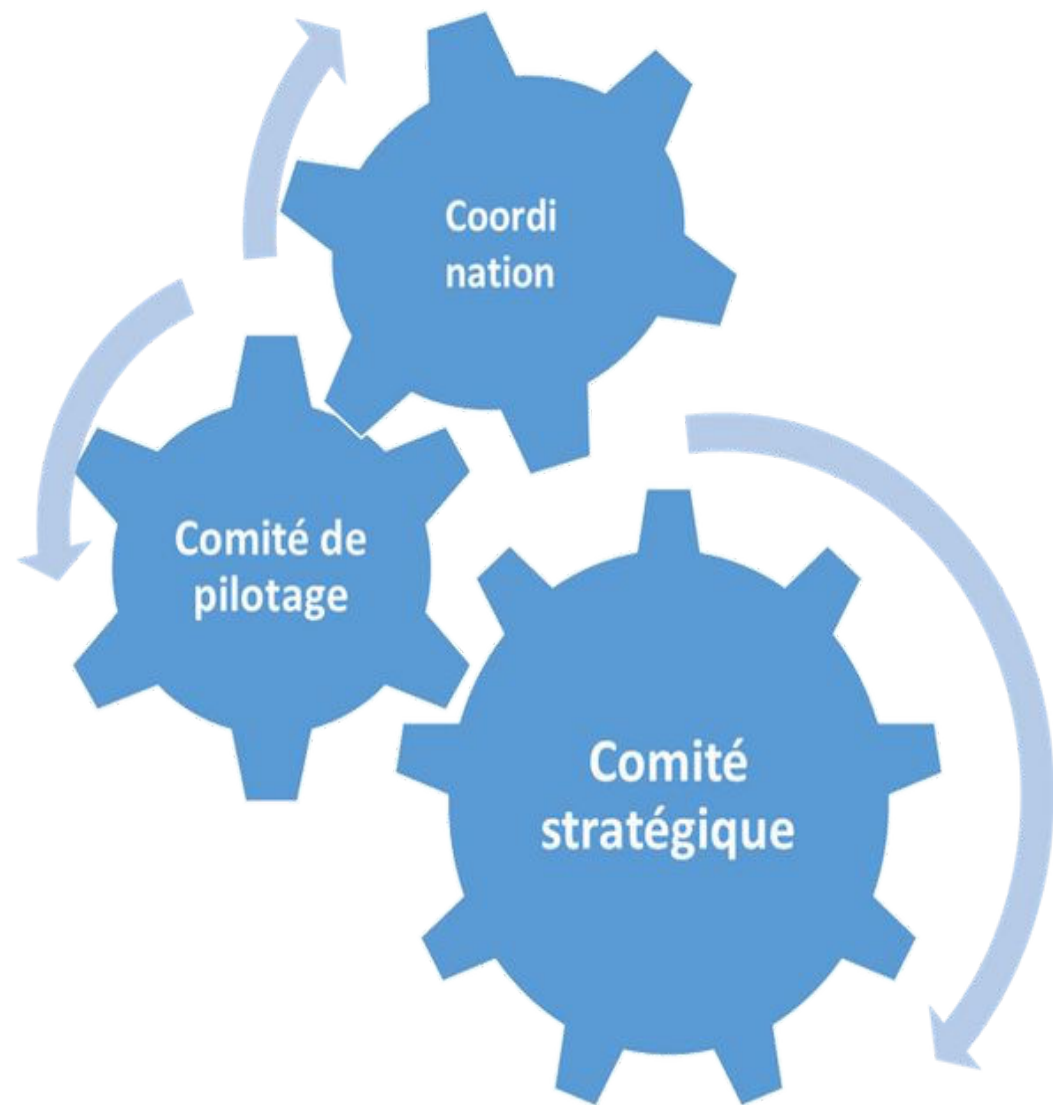 Coordi
nation
Comité de
pilotage
Comité
stratégique